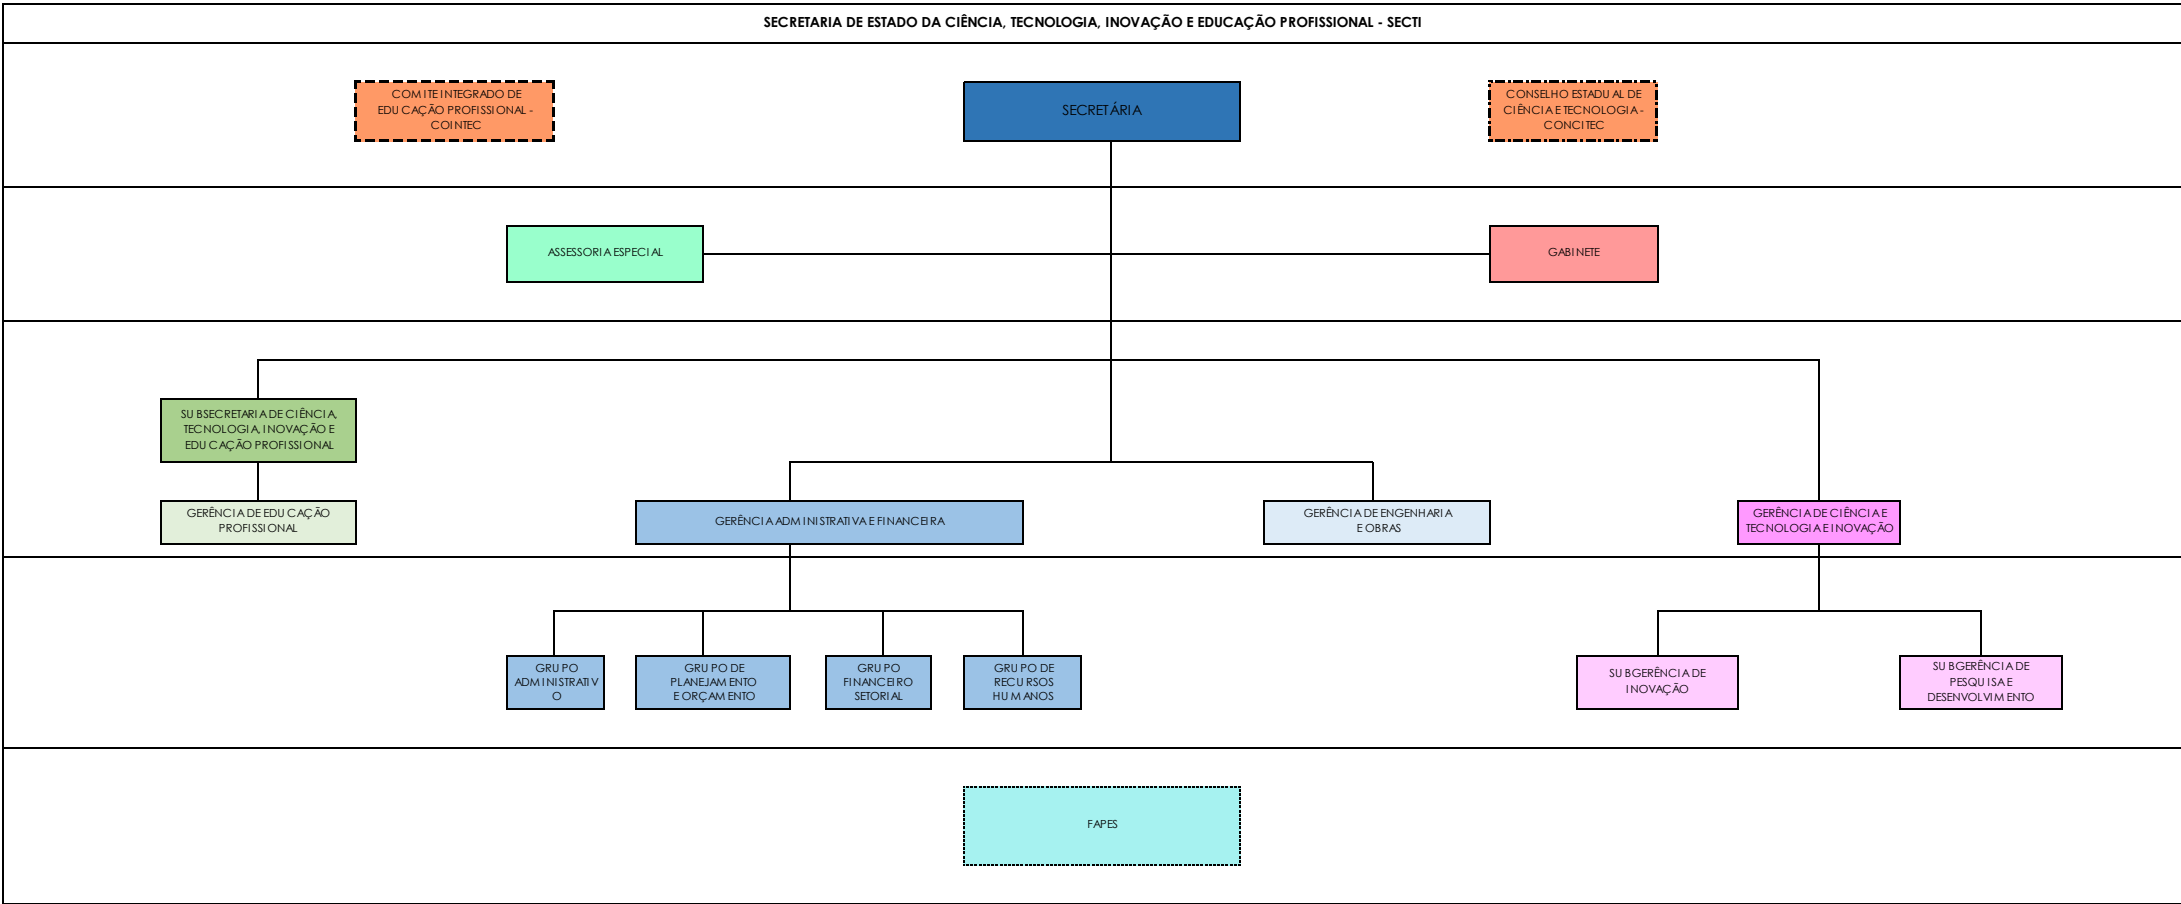 SECRETARIA DE ESTADO DA CIÊNCIA, TECNOLOGIA, INOVAÇÃO E EDUCAÇÃO PROFISSIONAL - SECTI
COMITE INTEGRADO DE
EDUCAÇÃO PROFISSIONAL -
COINTEC
SECRETÁRIA
CONSELHO ESTADUAL DE
CIÊNCIA E TECNOLOGIA -
CONCITEC
ASSESSORIA ESPECIAL
GABINETE
SUBSECRETARIA DE CIÊNCIA,
TECNOLOGIA, INOVAÇÃO E
EDUCAÇÃO PROFISSIONAL
GERÊNCIA DE EDUCAÇÃO
PROFISSIONAL
GERÊNCIA ADMINISTRATIVA E FINANCEIRA
GERÊNCIA DE ENGENHARIA
E OBRAS
GERÊNCIA DE CIÊNCIA E
TECNOLOGIA E INOVAÇÃO
GRUPO
ADMINISTRATIV
O
GRUPO DE
PLANEJAMENTO
E ORÇAMENTO
GRUPO
FINANCEIRO
SETORIAL
GRUPO DE
RECURSOS
HUMANOS
SUBGERÊNCIA DE
INOVAÇÃO
SUBGERÊNCIA DE
PESQUISA E
DESENVOLVIMENTO
FAPES